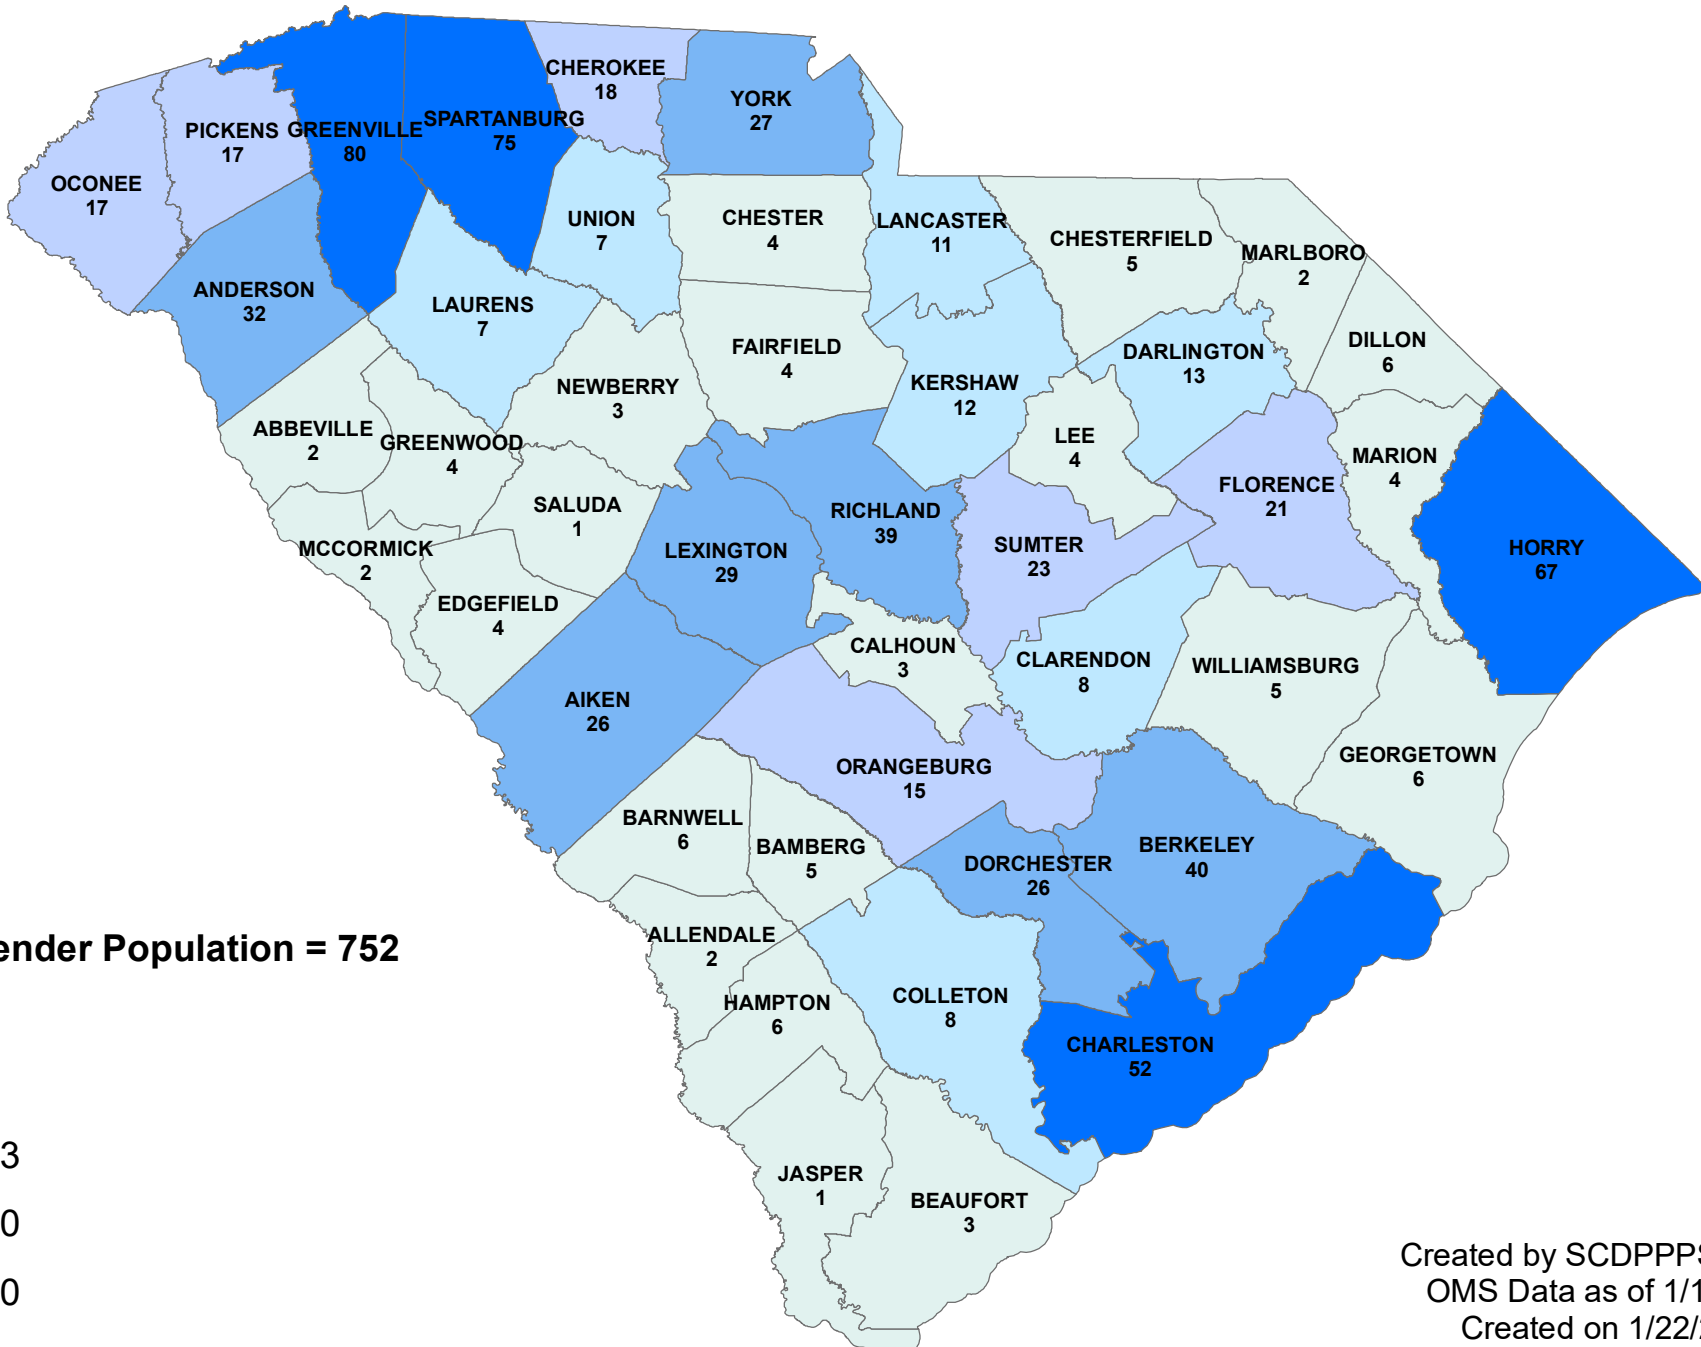 CHEROKEE
18
YORK
27
SPARTANBURG
75
PICKENS
17
GREENVILLE
80
OCONEE
17
UNION
7
CHESTER
4
LANCASTER
11
CHESTERFIELD
5
MARLBORO
2
ANDERSON
32
LAURENS
7
FAIRFIELD
4
DARLINGTON
13
DILLON
6
NEWBERRY
3
KERSHAW
12
ABBEVILLE
2
GREENWOOD
4
LEE
4
MARION
4
FLORENCE
21
SALUDA
1
RICHLAND
39
MCCORMICK
2
LEXINGTON
29
SUMTER
23
HORRY
67
EDGEFIELD
4
CALHOUN
3
CLARENDON
8
WILLIAMSBURG
5
AIKEN
26
ORANGEBURG
15
GEORGETOWN
6
BARNWELL
6
BAMBERG
5
DORCHESTER
26
BERKELEY
40
ender Population = 752
ALLENDALE
2
HAMPTON
6
COLLETON
8
CHARLESTON
52
3
0
0
JASPER
1
BEAUFORT
3
Created by SCDPPPS
OMS Data as of 1/1
Created on 1/22/